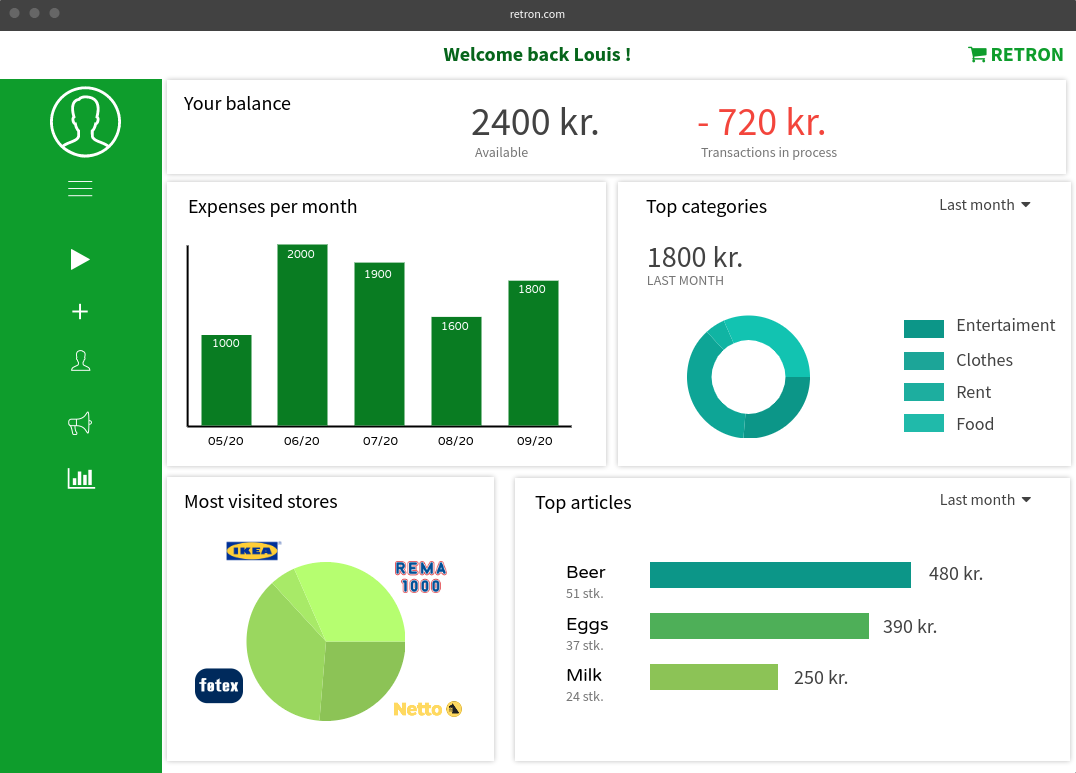 retron.com
Welcome back Louis !
RETRON
Your balance
2400 kr.
Available
- 720 kr.
Transactions in process
Expenses per month
2000
1900
1800
1600
1000
05/20 06/20 07/20 08/20 09/20
Top categories
Last month
1800 kr.
LAST MONTH
Entertaiment
Clothes
Rent
Food
Most visited stores
IKEA
REMA
1000
føtex
Netto
Top articles
Last month
Beer 480 kr.
51 stk.
Eggs 390 kr.
37 stk.
Milk 250 kr.
24 stk.